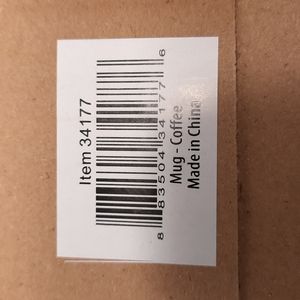 Item 34177
8 83504 34177 6
Mug - Coffee
Made in China